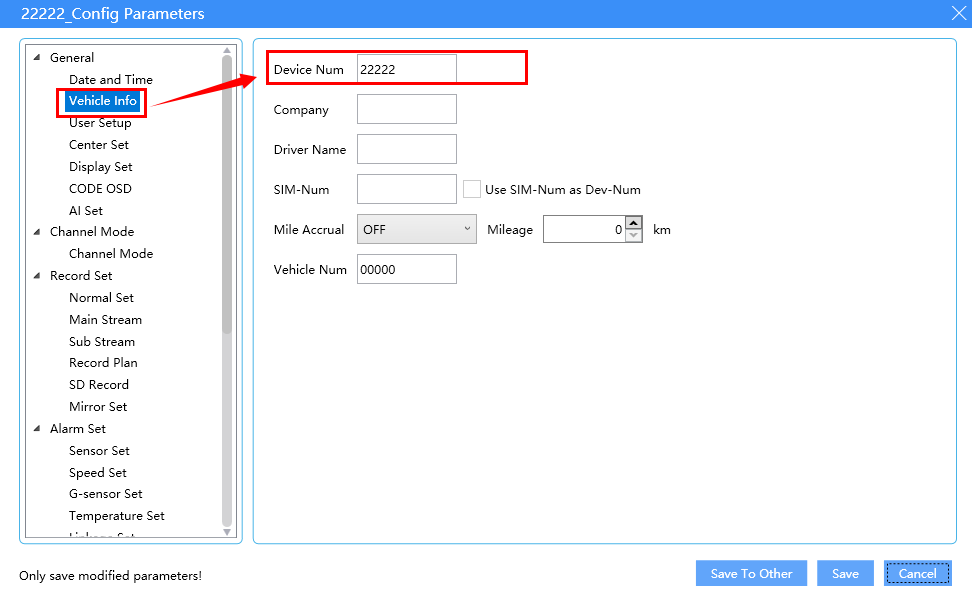 22222_Config Parameters
General
Date and Time
Vehicle Info
User Setup
Center Set
Display Set
CODE OSD
AI Set
Channel Mode
Channel Mode
Record Set
Normal Set
Main Stream
Sub Stream
Record Plan
SD Record
Mirror Set
Alarm Set
Sensor Set
Speed Set
G-sensor Set
Temperature Set
Device Num 22222
Company
Driver Name
SIM-Num Use SIM-Num as Dev-Num
Mile Accrual OFF Mileage 0 km
Vehicle Num 00000
Only save modified parameters!
Save To Other Save Cancel